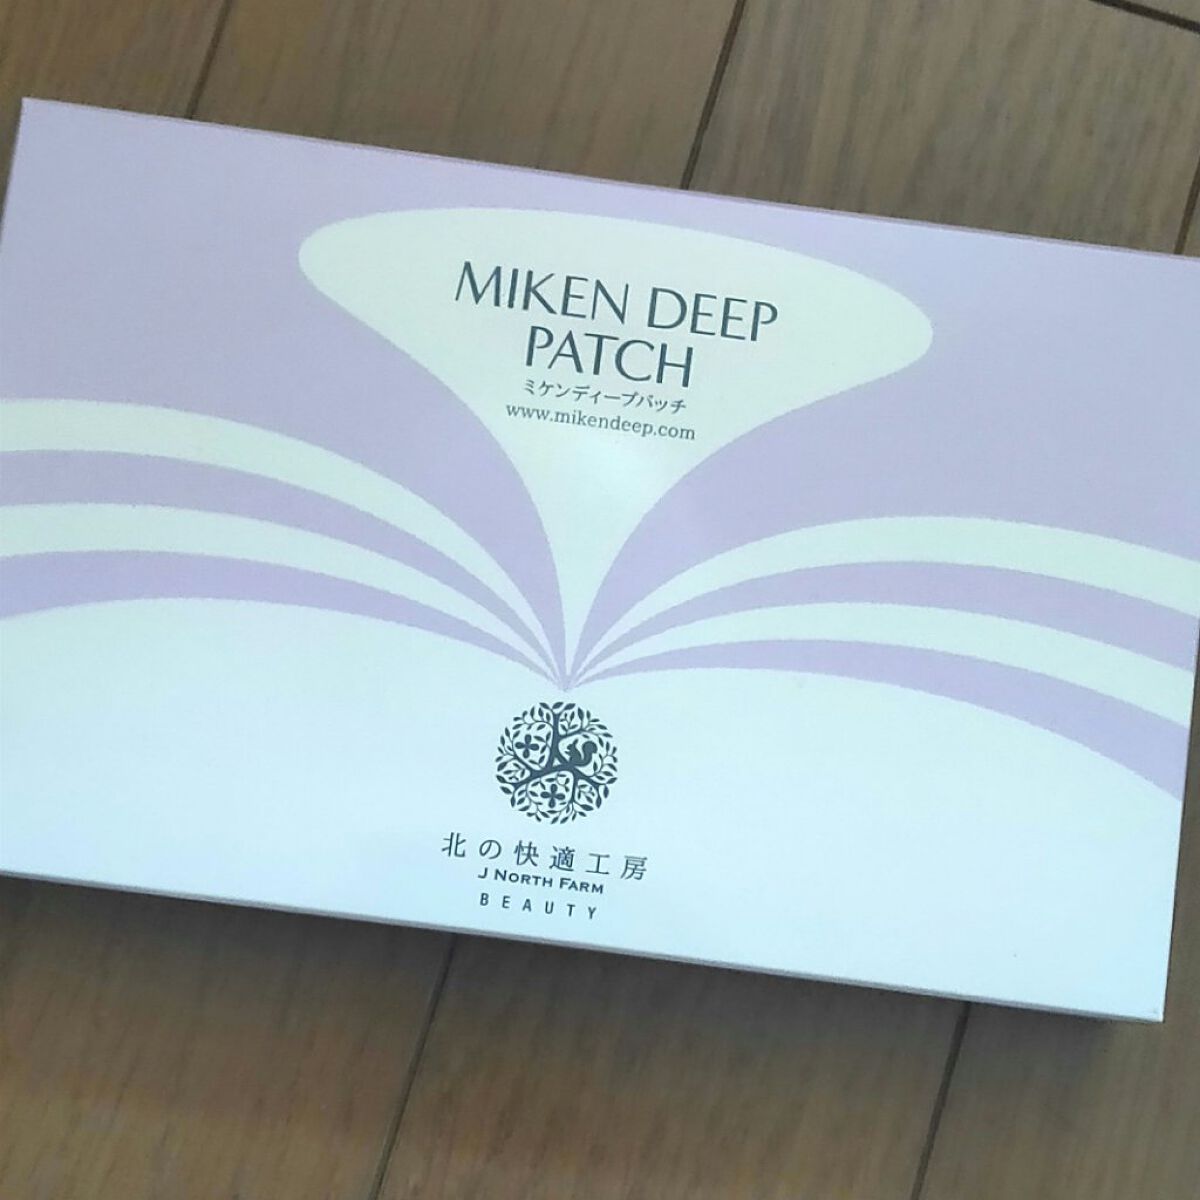 MIKEN DEEP
PATCH
ミケンディープパッチ
www.mikendeep.com
北の快適工房
J NORTH FARM
BEAUTY